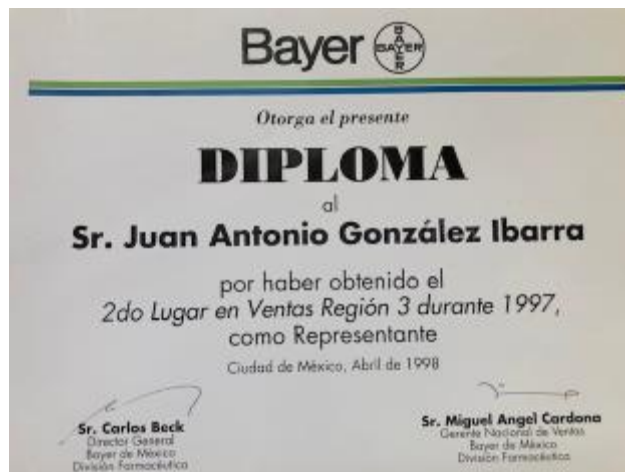 Bayer BAYER BAYER
Otorga el presente
DIPLOMA
al
Sr. Juan Antonio González Ibarra
por haber obtenido el
2do Lugar en Ventas Región 3 durante 1997,
como Representante
Ciudad de México, Abril de 1998
Sr. Carlos Beck
Director General
Bayer de México
División Farmacéutica
Sr. Miguel Angel Cardona
Gerente Nacional de Ventas
Bayer de México
División Farmacéutica